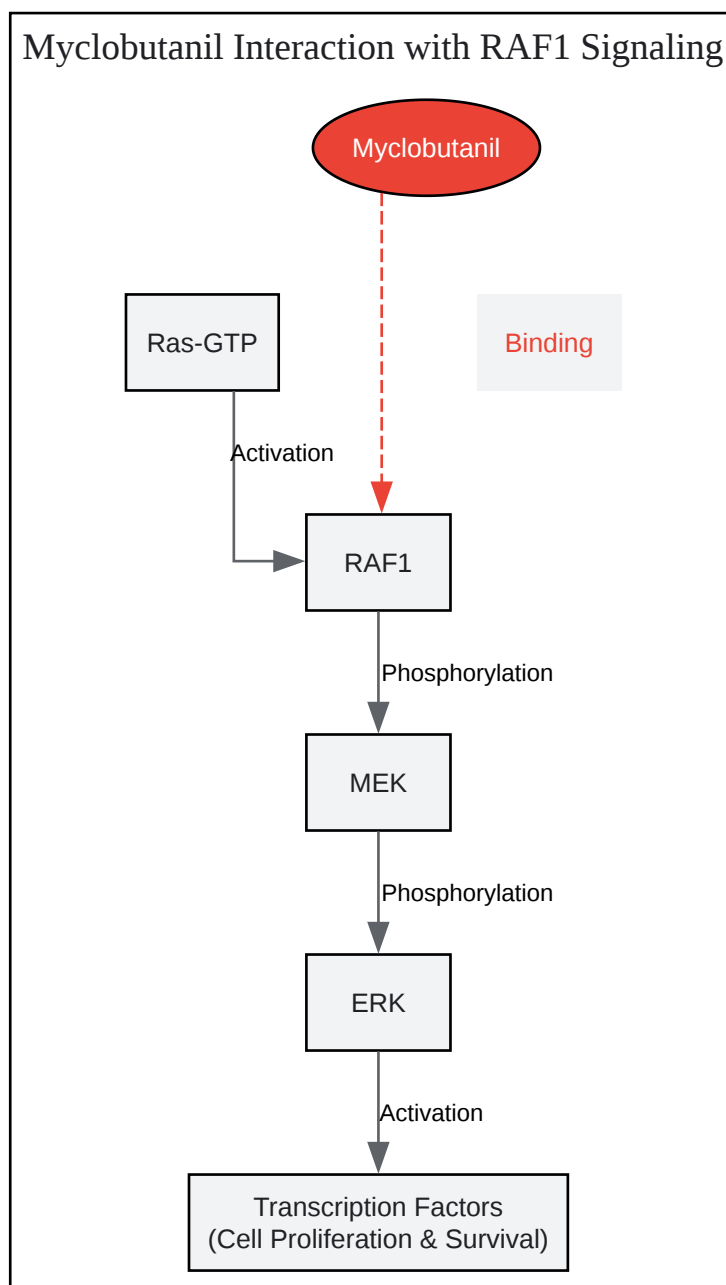 Myclobutanil Interaction with RAF1 Signaling
Myclobutanil
Ras-GTP
Binding
Activation
RAF1
Phosphorylation
MEK
Phosphorylation
ERK
Activation
Transcription Factors
(Cell Proliferation & Survival)